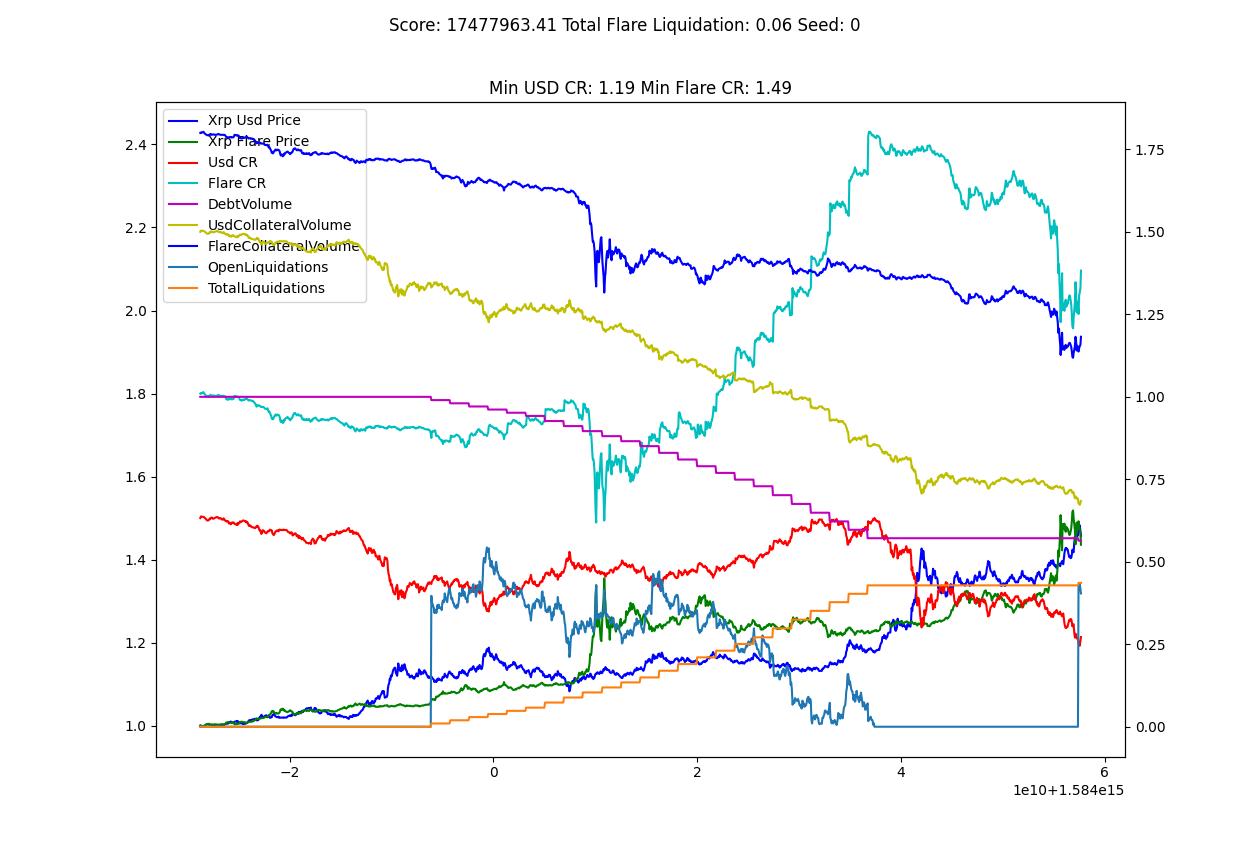 Score: 17477963.41 Total Flare Liquidation: 0.06 Seed: 0
Min USD CR: 1.19 Min Flare CR: 1.49
Xrp Usd Price
Xrp Flare Price
Usd CR
Flare CR
DebtVolume
UsdCollateralVolume
FlareCollateralVolume
OpenLiquidations
TotalLiquidations
2.4
2.2
2.0
1.8
1.6
1.4
1.2
1.0
1.75
1.50
1.25
1.00
0.75
0.50
0.25
0.00
−2
0
2
4
6
1e10+1.584e15